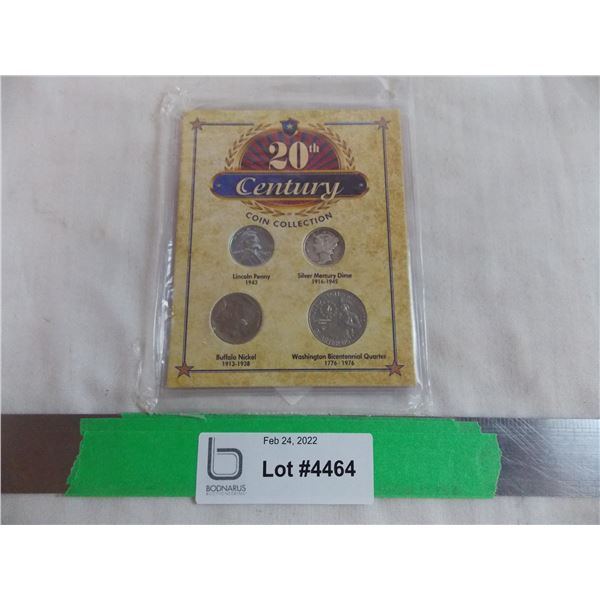 20th
Century
COIN COLLECTION
Lincoln Penny
1943
Silver Mercury Dime
1916-1945
Buffalo Nickel
1913-1938
Washington Bicentennial Quarter
1776-1976
Feb 24, 2022
Lot #4464
BODNARUS